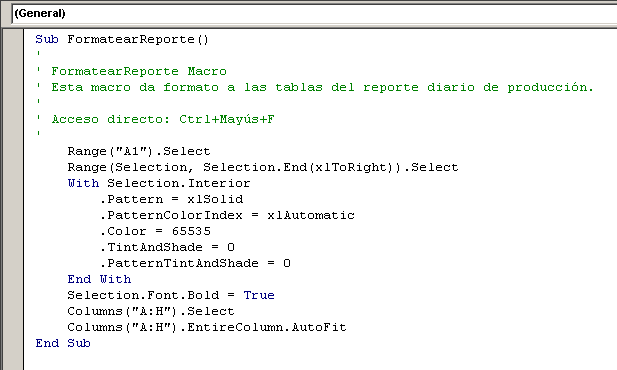 (General)
Sub FormatearReporte()
'
' FormatearReporte Macro
' Esta macro da formato a las tablas del reporte diario de producción.
'
' Acceso directo: Ctrl+Mayús+F
'
    Range("A1").Select
    Range(Selection, Selection.End(xlToRight)).Select
    With Selection.Interior
        .Pattern = xlSolid
        .PatternColorIndex = xlAutomatic
        .Color = 65535
        .TintAndShade = 0
        .PatternTintAndShade = 0
    End With
    Selection.Font.Bold = True
    Columns("A:H").Select
    Columns("A:H").EntireColumn.AutoFit
End Sub